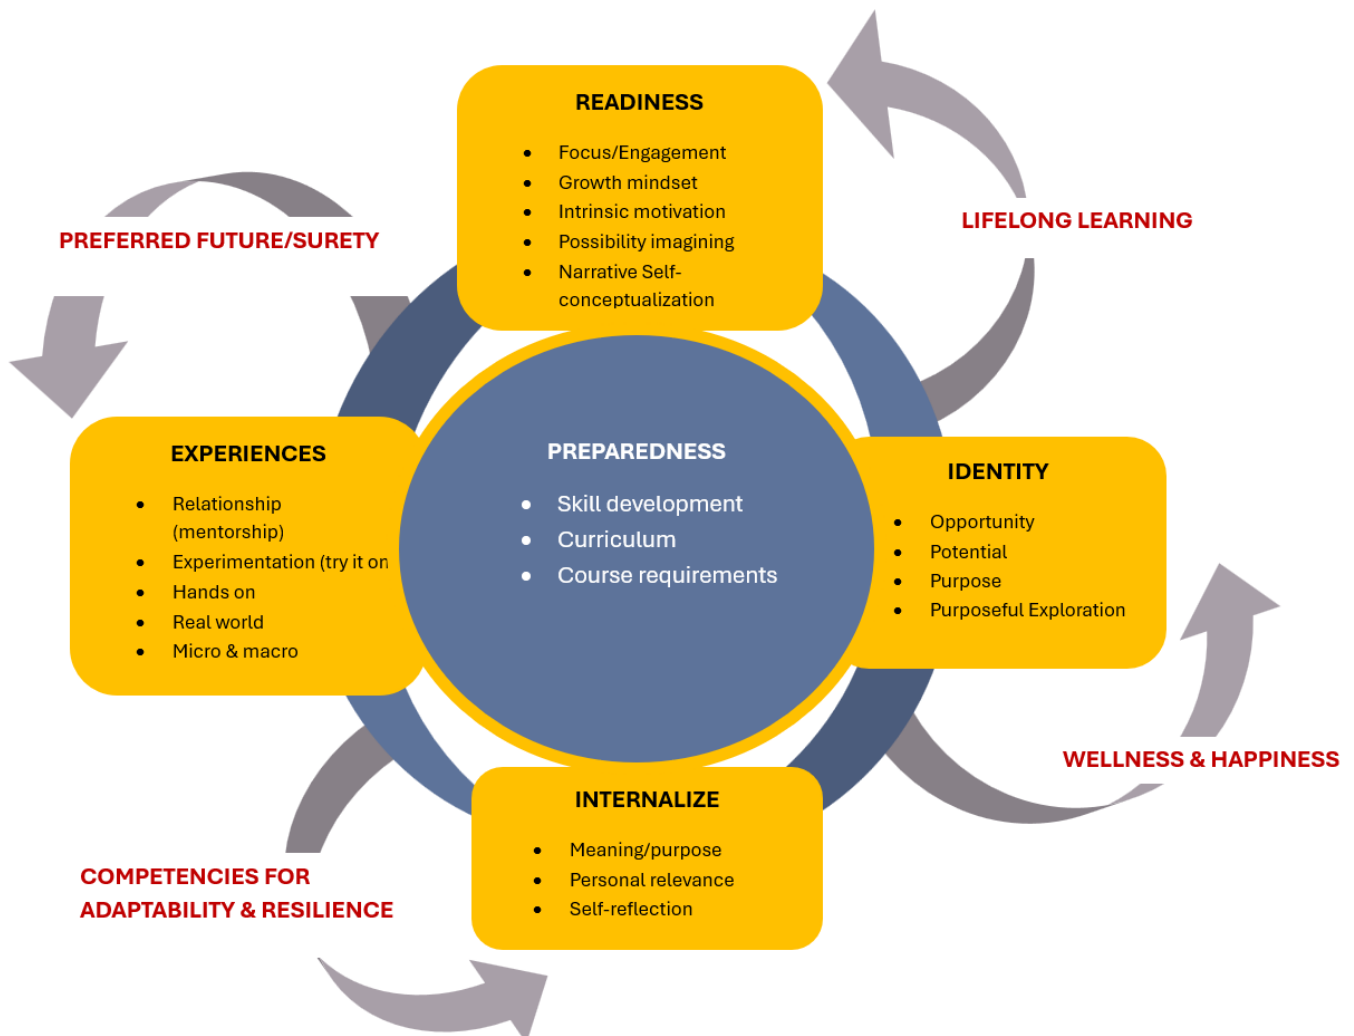 READINESS
• Focus/Engagement
• Growth mindset
• Intrinsic motivation
• Possibility imagining
• Narrative Self-
conceptualization
LIFELONG LEARNING
PREFERRED FUTURE/SURETY
EXPERIENCES
• Relationship
(mentorship)
• Experimentation (try it on
• Hands on
• Real world
• Micro & macro
PREPAREDNESS
• Skill development
• Curriculum
• Course requirements
IDENTITY
• Opportunity
• Potential
• Purpose
• Purposeful Exploration
WELLNESS & HAPPINESS
INTERNALIZE
• Meaning/purpose
• Personal relevance
• Self-reflection
COMPETENCIES FOR
ADAPTABILITY & RESILIENCE